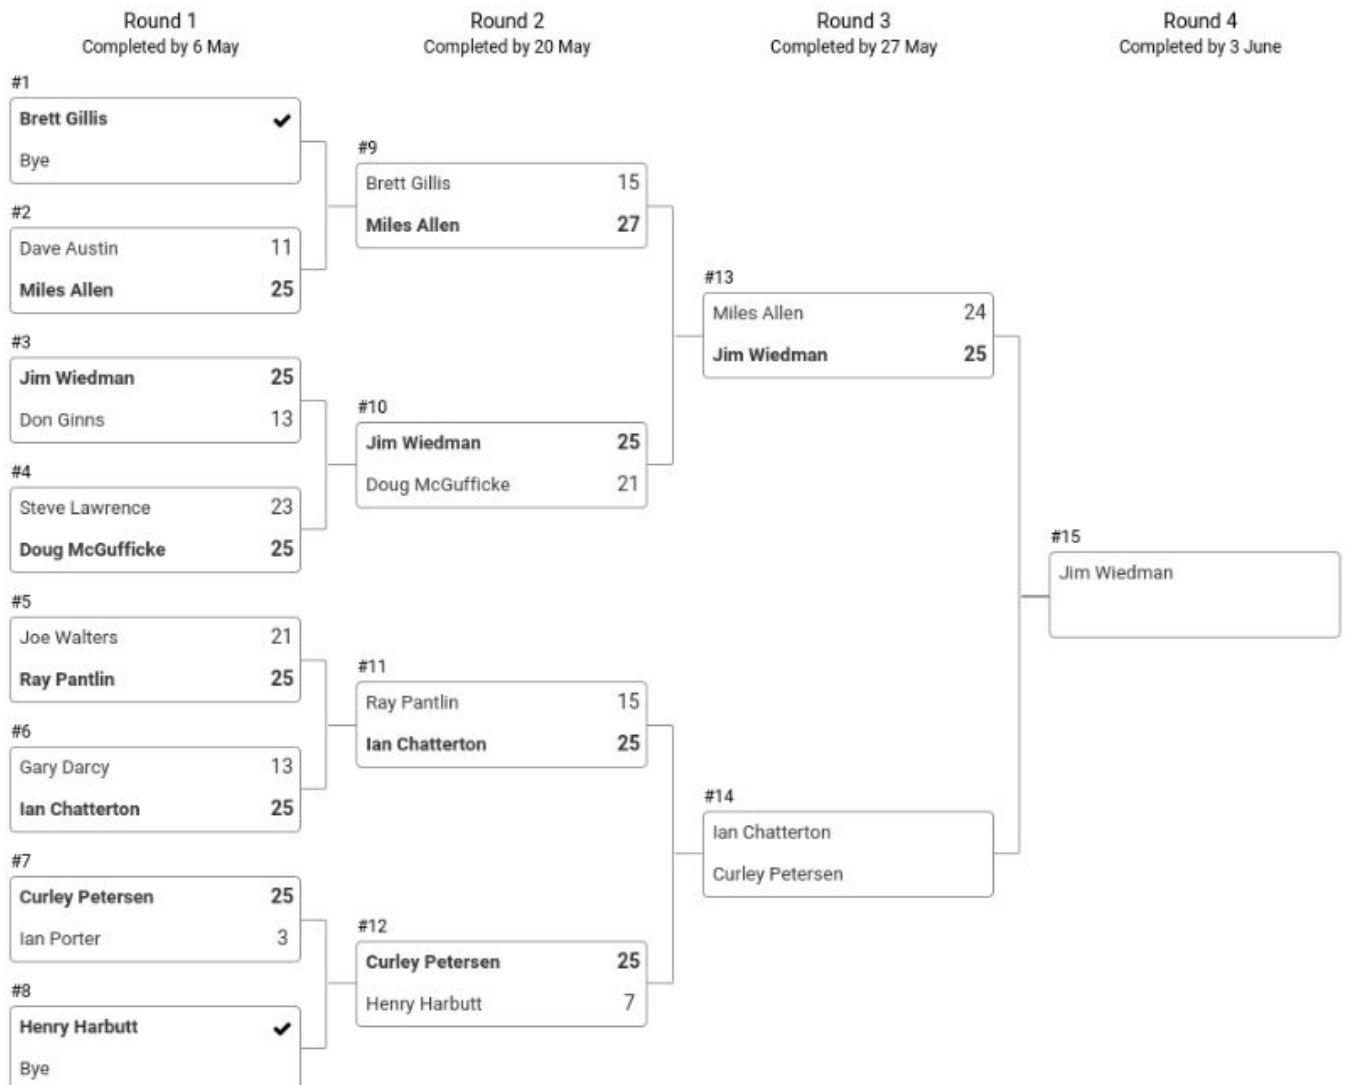 Round 1
Completed by 6 May
Round 2
Completed by 20 May
Round 3
Completed by 27 May
Round 4
Completed by 3 June
#1
Brett Gillis ✔
Bye
#2
Dave Austin 11
Miles Allen 25
#3
Jim Wiedman 25
Don Ginns 13
#4
Steve Lawrence 23
Doug McGufficke 25
#5
Joe Walters 21
Ray Pantlin 25
#6
Gary Darcy 13
Ian Chatterton 25
#7
Curley Petersen 25
Ian Porter 3
#8
Henry Harbutt ✔
Bye
#9
Brett Gillis 15
Miles Allen 27
#10
Jim Wiedman 25
Doug McGufficke 21
#11
Ray Pantlin 15
Ian Chatterton 25
#12
Curley Petersen 25
Henry Harbutt 7
#13
Miles Allen 24
Jim Wiedman 25
#14
Ian Chatterton
Curley Petersen
#15
Jim Wiedman